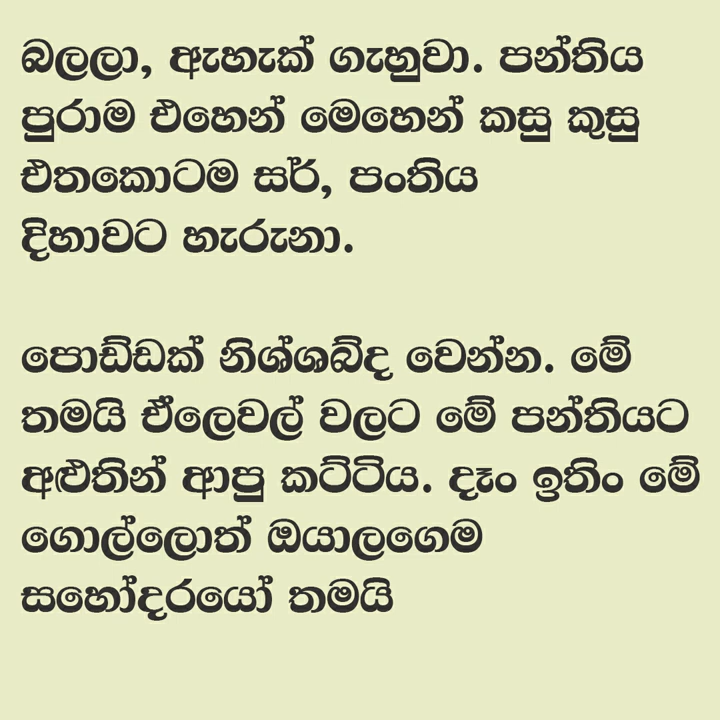 බලලා, ඇහැක් ගැහුවා. පන්තිය
පුරාම එහෙන් මෙහෙන් කසු කුසු
එතකොටම සර්, පංතිය
දිහාවට හැරුනා.
පොඩ්ඩක් නිශ්ශබ්ද වෙන්න. මේ
තමයි ඒලෙවල් වලට මේ පන්තියට
අළුතින් ආපු කට්ටිය. දෑං ඉතිං මේ
ගොල්ලොත් ඔයාලගෙම
සහෝදරයෝ තමයි